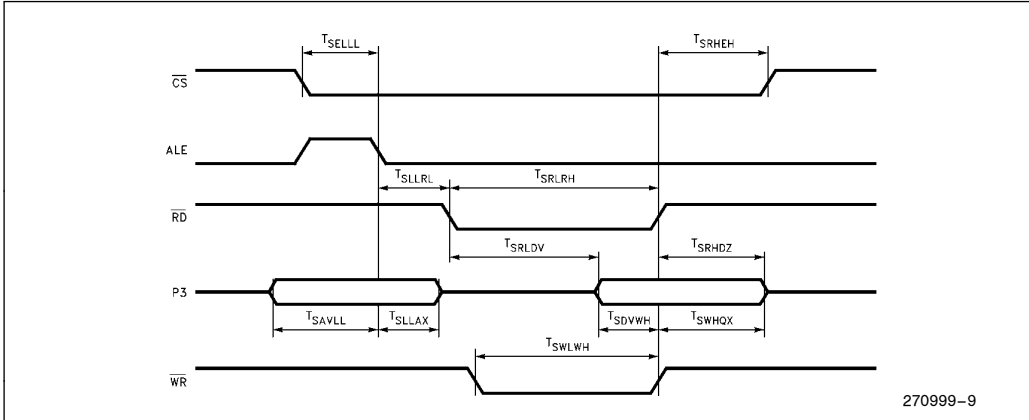 TSELLL TSRHEH
CS
ALE
TSLLRL TSRLRH
RD
TSRLDV TSRHDZ
P3
TSAVLL TSLLAX TSDVWH TSWHQX
TSWLWH
WR
270999–9